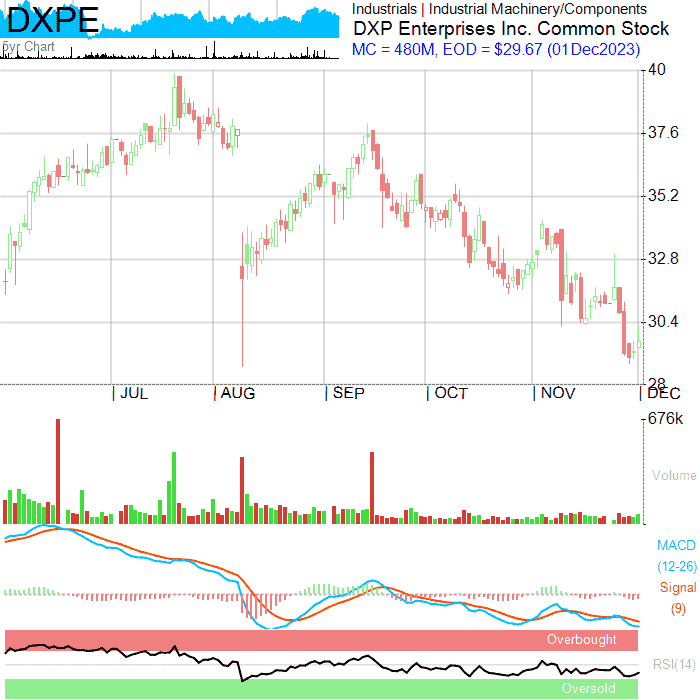 DXPE
5yr Chart
Industrials | Industrial Machinery/Components
DXP Enterprises Inc. Common Stock
MC = 480M, EOD = $29.67 (01Dec2023)
40
37.6
35.2
32.8
30.4
28
| JUL | AUG | SEP | OCT | NOV | DEC
676k
Volume
MACD
(12-26)
Signal
(9)
Overbought
RSI(14)
Oversold